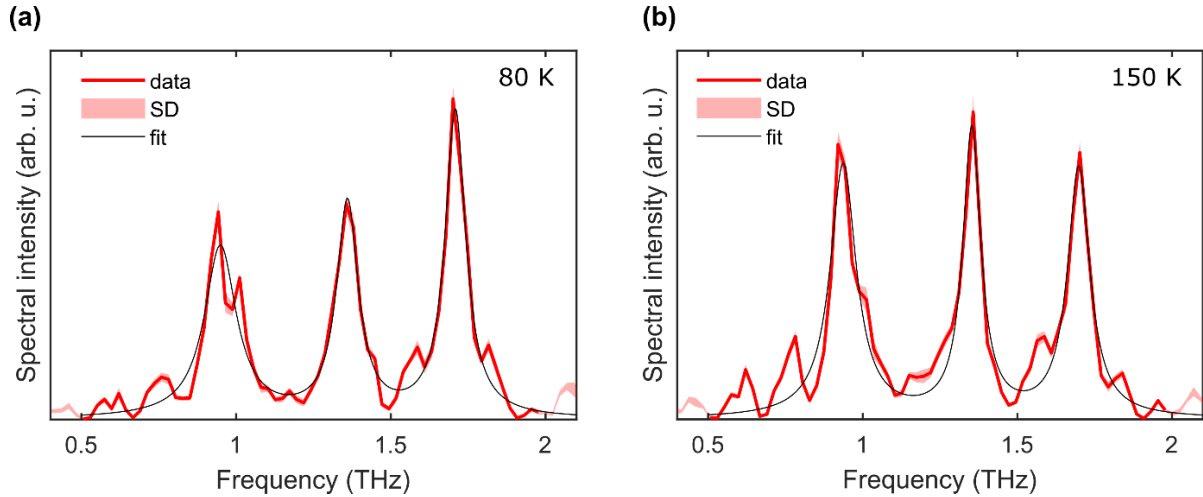 (a)
Spectral intensity (arb. u.)
data
SD
fit
80 K
0.5
1
1.5
2
Frequency (THz)
(b)
Spectral intensity (arb. u.)
data
SD
fit
150 K
0.5
1
1.5
2
Frequency (THz)